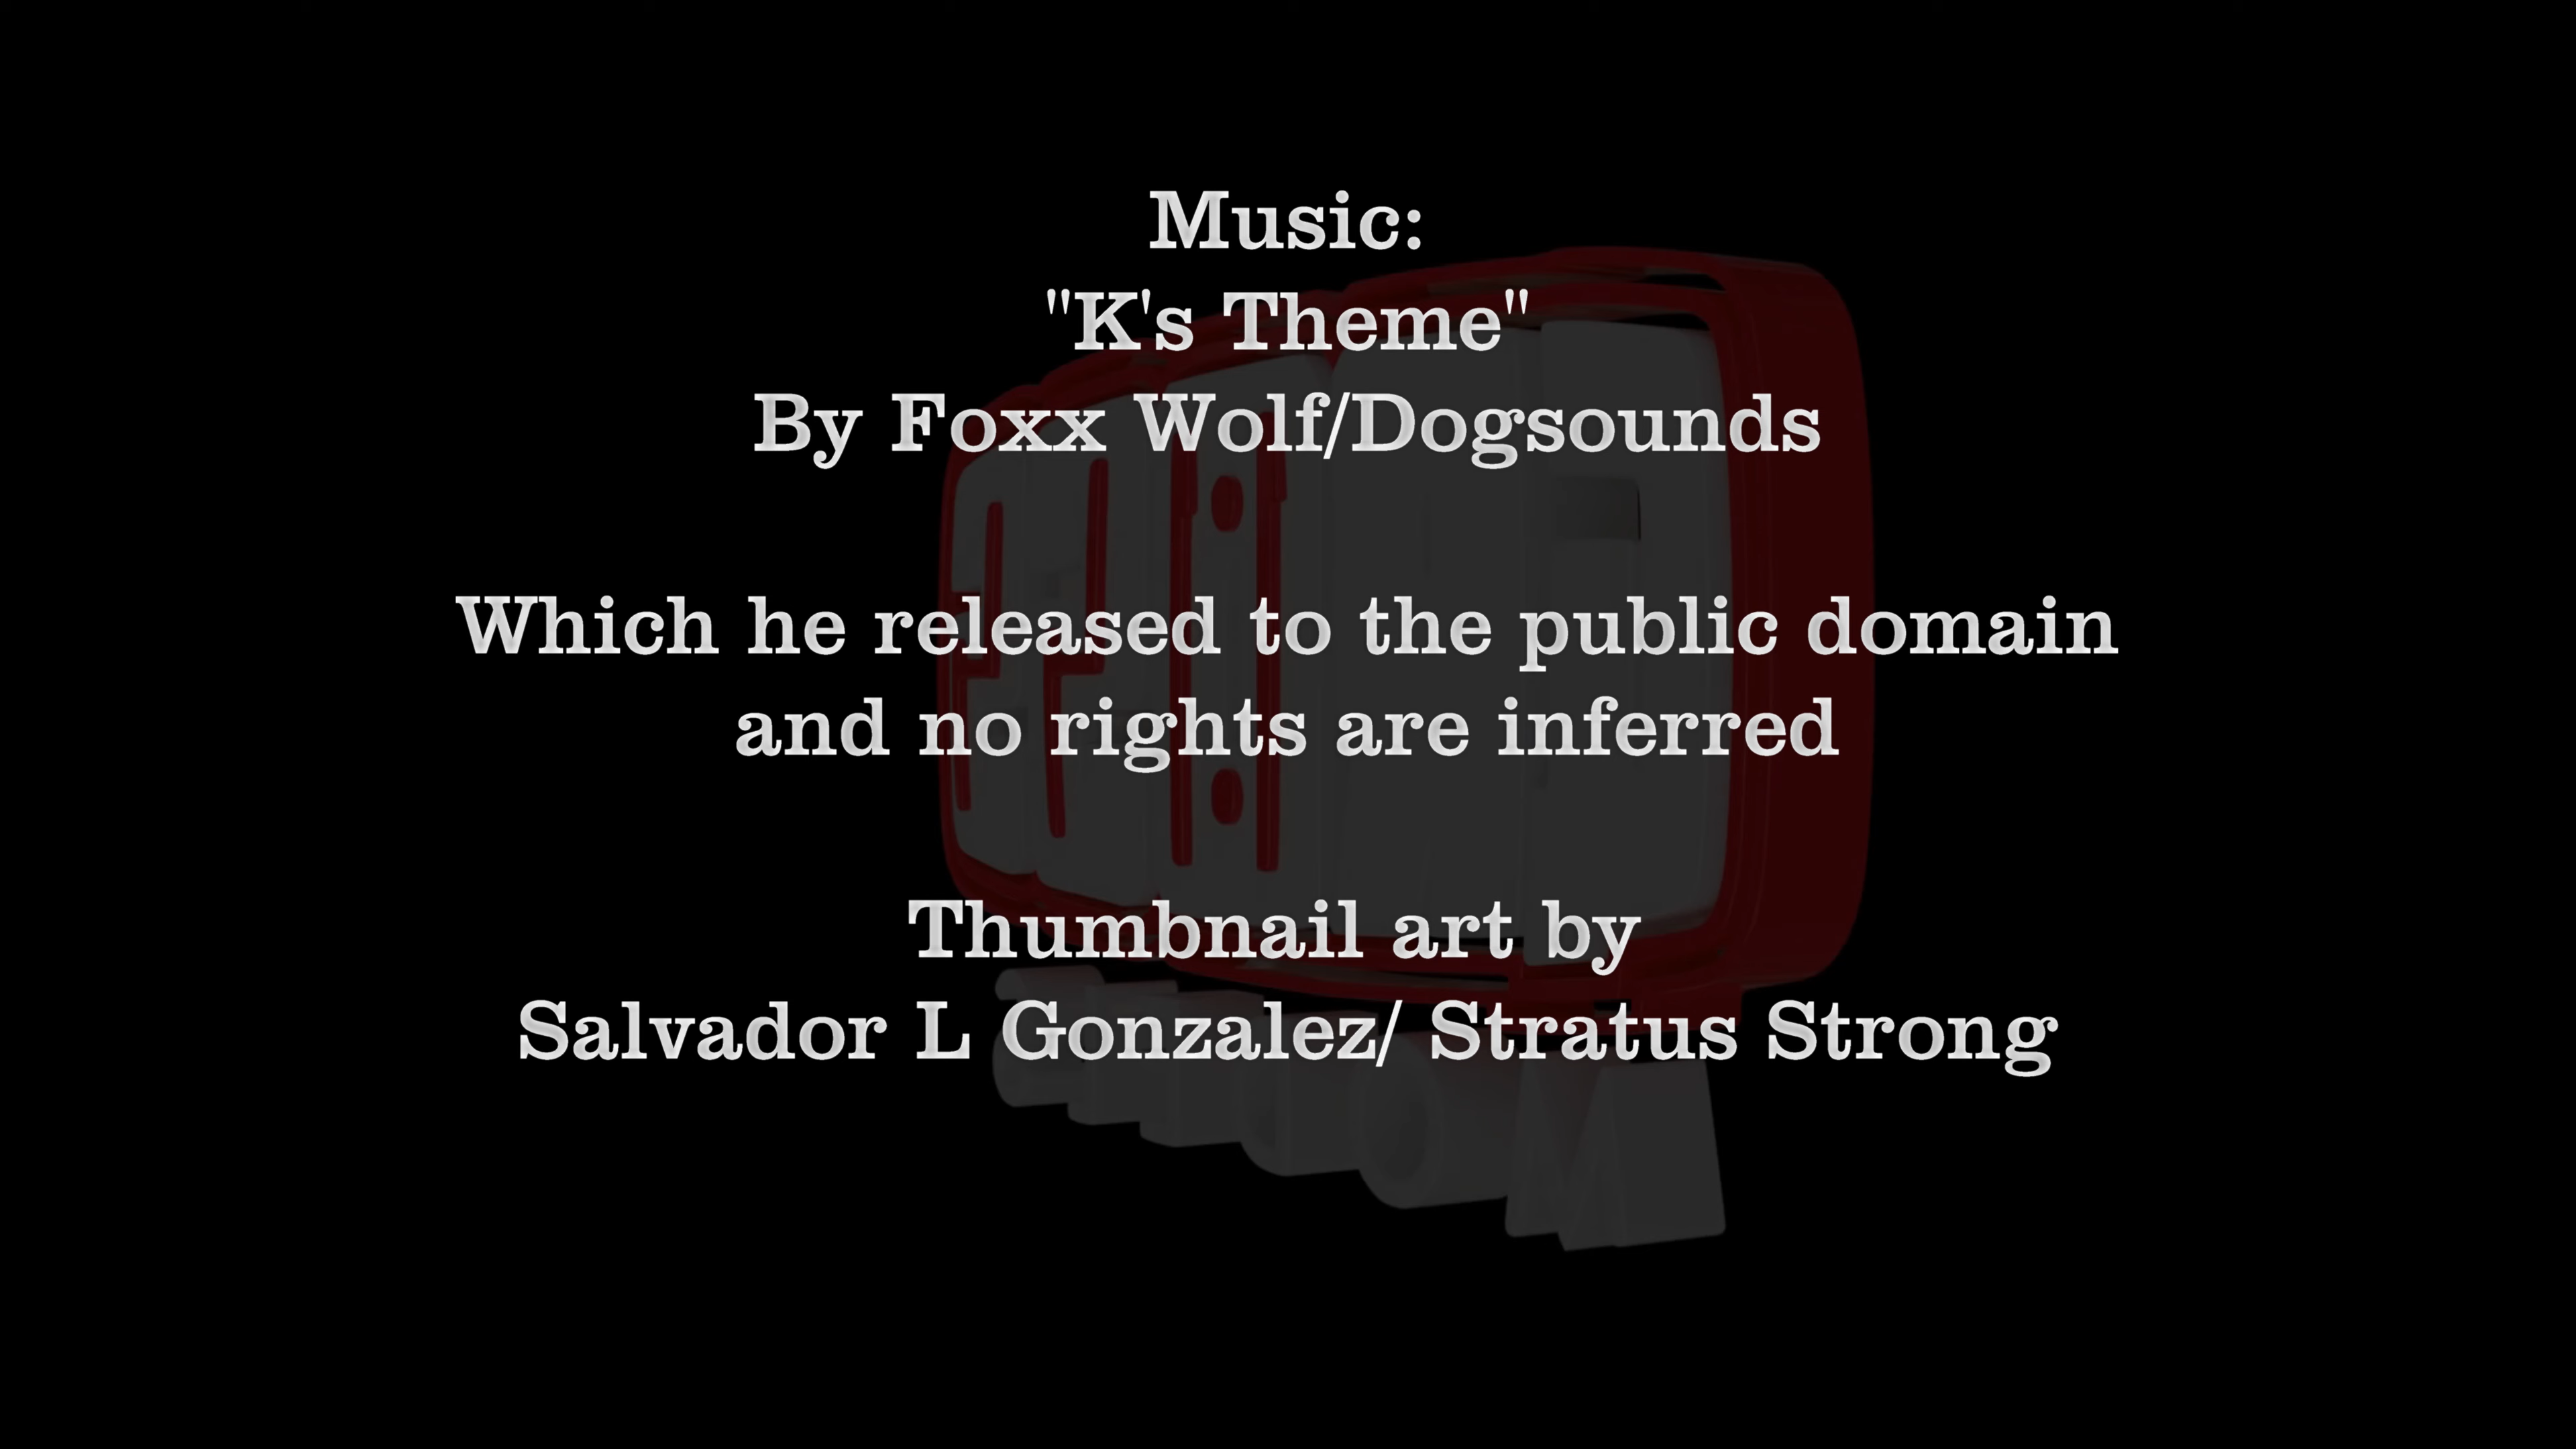 Music:
"K's Theme"
By Foxx Wolf/Dogsounds
Which he released to the public domain
and no rights are inferred
Thumbnail art by
Salvador L Gonzalez/ Stratus Strong